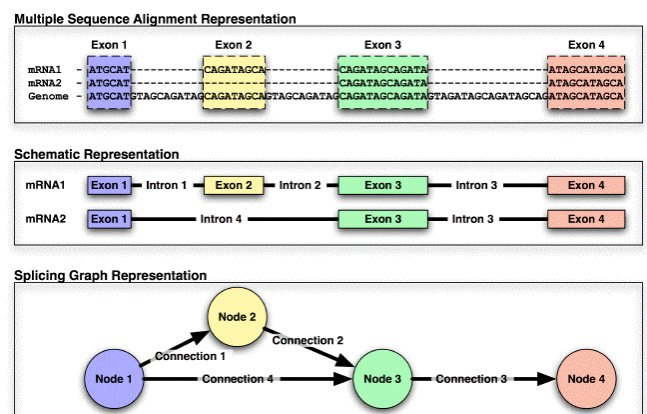 Multiple Sequence Alignment Representation
Exon 1 Exon 2 Exon 3 Exon 4
mRNA1 - ATGCAT-----------CAGATAGCA-----------CAGATAGCAGATA-----------------ATAGCATAGCA
mRNA2 - ATGCAT-------------------------------CAGATAGCAGATA-----------------ATAGCATAGCA
Genome - ATGCATGTAGCAGATAGCAGATAGCAGTAGCAGATAGCAGATAGCAGATAGTAGATAGCAGATAGCAGATAGCATAGCA
Schematic Representation
mRNA1 Exon 1 Intron 1 Exon 2 Intron 2 Exon 3 Intron 3 Exon 4
mRNA2 Exon 1 Intron 4 Exon 3 Intron 3 Exon 4
Splicing Graph Representation
Node 2
Connection 2
Connection 1
Node 1 Connection 4 Node 3 Connection 3 Node 4